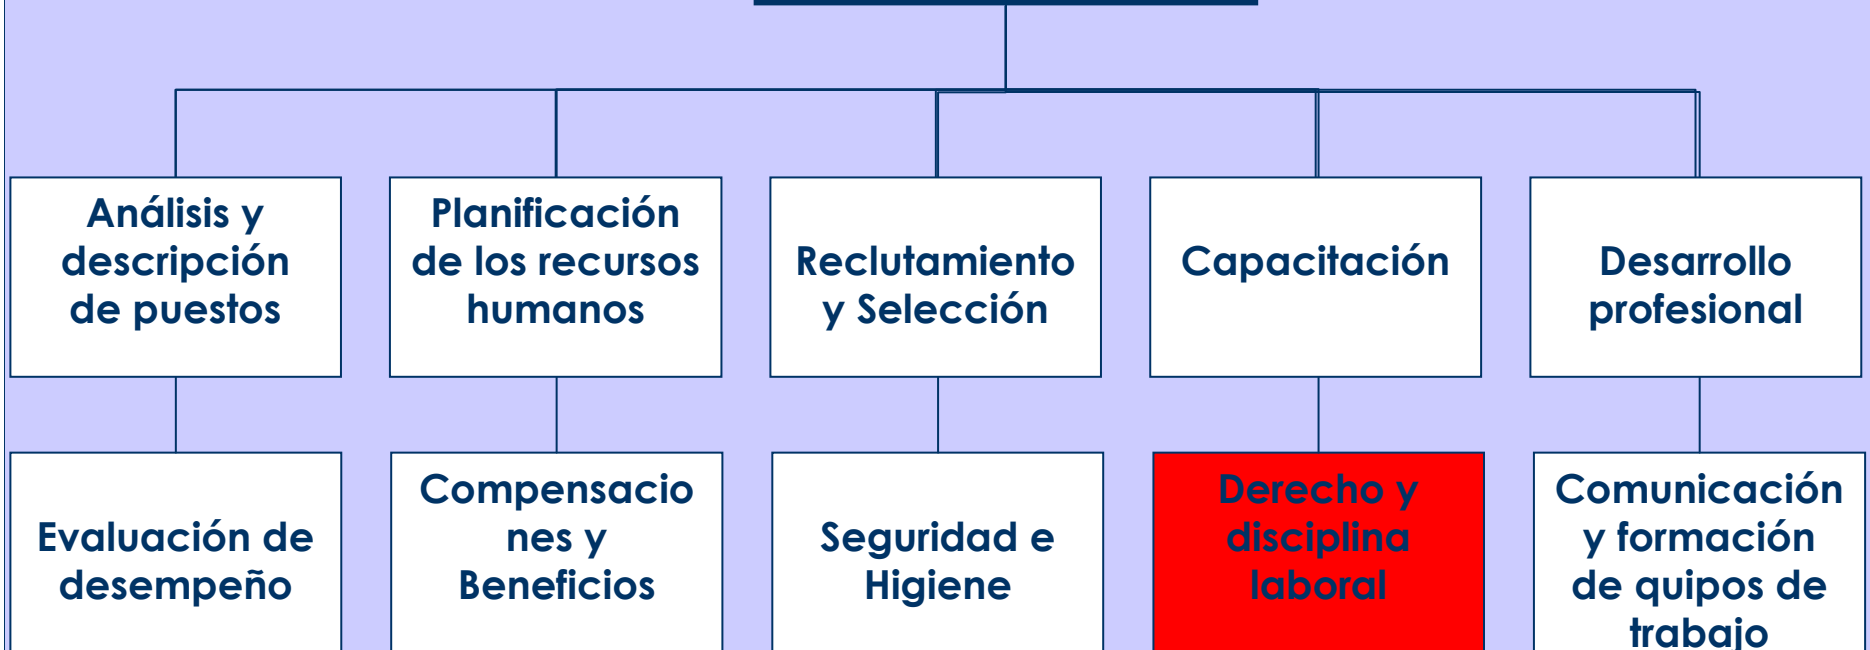 Análisis y
descripción
de puestos
Planificación
de los recursos
humanos
Reclutamiento
y Selección
Capacitación
Desarrollo
profesional
Evaluación de
desempeño
Compensacio
nes y
Beneficios
Seguridad e
Higiene
Derecho y
disciplina
laboral
Comunicación
y formación
de quipos de
trabajo